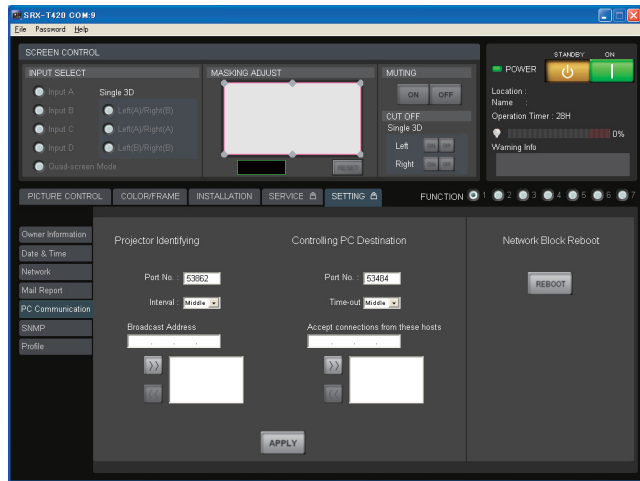 SRX-T420 COM:9
File Password Help
SCREEN CONTROL
INPUT SELECT
Input A Single 3D
Input B Left(A)/Right(B)
Input C Left(A)/Right(A)
Input D Left(B)/Right(B)
Quad-screen Mode
MASKING ADJUST
RESET
MUTING
ON OFF
CUT OFF
Single 3D
Left ON OFF
Right ON OFF
STANDBY ON
POWER
Location :
Name :
Operation Timer : 28H
0%
Warning Info
PICTURE CONTROL COLOR/FRAME INSTALLATION SERVICE SETTING FUNCTION 1 2 3 4 5 6 7
Owner Information
Date & Time
Network
Mail Report
PC Communication
SNMP
Profile
Projector Identifying
Port No. : 53862
Interval : Middle
Broadcast Address
. . .
>>
<<
Controlling PC Destination
Port No. : 53484
Time-out Middle
Accept connections from these hosts
. . .
>>
<<
APPLY
Network Block Reboot
REBOOT